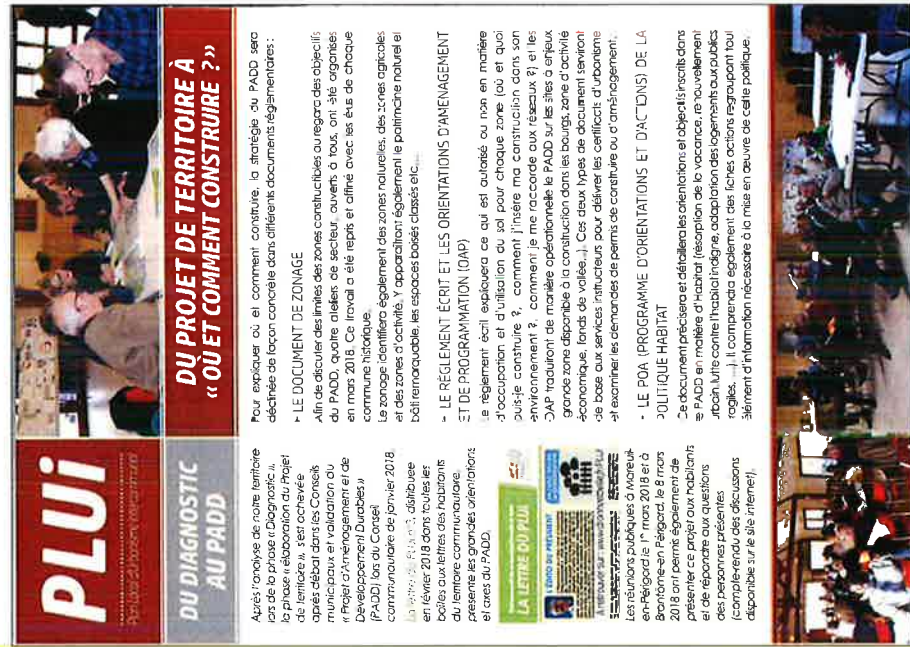 PLUi
Plan Local d'Urbanisme intercommunal
DU DIAGNOSTIC
AU PADD
Après l'analyse de notre territoire
lors de la phase « Diagnostic »,
la phase « élaboration du Projet
de Territoire », s'est achevée
après débat dans les Conseils
municipaux et validation du
« Projet d'Aménagement et de
Développement Durables »
(PADD) lors du Conseil
communautaire de janvier 2018.
distribuée
en février 2018 dans toutes les
boîtes aux lettres des habitants
du territoire communautaire,
présente les grandes orientations
et axes du PADD.
LA LETTRE DU PLUi
L'ÉDITO DU PRÉSIDENT
Les réunions publiques à Mareuil-
en-Périgord le 1er mars 2018 et à
Brantôme-en Périgord, le 8 mars
2018 ont permis également de
présenter ce projet aux habitants
et de répondre aux questions
des personnes présentes
(compte-rendu des discussions
disponible sur le site internet).
DU PROJET DE TERRITOIRE À
« OÙ ET COMMENT CONSTRUIRE ?»
Pour expliquer où et comment construire, la stratégie du PADD sera
déclinée de façon concrète dans différents documents réglementaires :
- LE DOCUMENT DE ZONAGE
Afin de discuter des limites des zones constructibles au regard des objectifs
du PADD, quatre ateliers de secteur, ouverts à tous, ont été organisés
en mars 2018. Ce travail a été repris et affiné avec les élus de chaque
commune historique.
Le zonage identifiera également les zones naturelles, des zones agricoles
et des zones d'activité. Y apparaîtront également le patrimoine naturel et
bâti remarquable, les espaces boisés classés etc...
- LE RÈGLEMENT ÉCRIT ET LES ORIENTATIONS D'AMÉNAGEMENT
ET DE PROGRAMMATION (OAP)
Le règlement écrit expliquera ce qui est autorisé ou non en matière
d'occupation et d'utilisation du sol pour chaque zone (où et quoi
puis-je construire ?, comment j'insère ma construction dans son
environnement ?, comment je me raccorde aux réseaux ?) et les
OAP traduiront de manière opérationnelle le PADD sur les sites à enjeux
(grande zone disponible à la construction dans les bourgs, zone d'activité
économique, fonds de vallée...). Ces deux types de document serviront
de base aux services instructeurs pour délivrer les certificats d'urbanisme
et examiner les demandes de permis de construire ou d'aménagement.
- LE POA (PROGRAMME D'ORIENTATIONS ET D'ACTIONS) DE LA
POLITIQUE HABITAT
Ce document précisera et détaillera les orientations et objectifs inscrits dans
le PADD en matière d'Habitat (résorption de la vacance, renouvellement
urbain, lutte contre l'habitat indigne, adaptation des logements aux publics
fragiles, ...). Il comprendra également des fiches actions regroupant tout
élément d'information nécessaire à la mise en œuvre de cette politique.